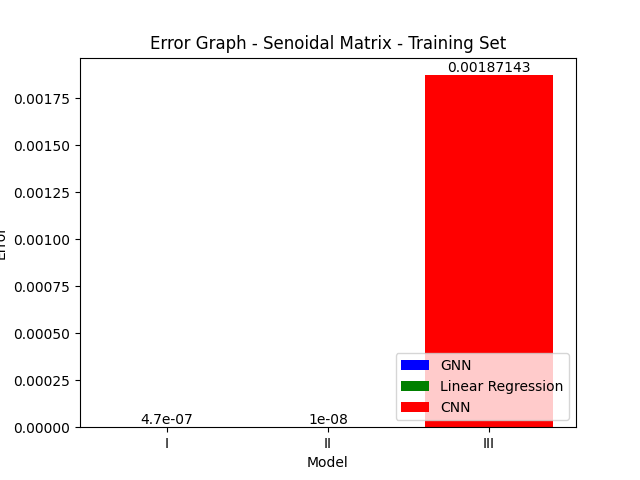 Error Graph - Senoidal Matrix - Training Set
0.00187143
0.00175
0.00150
0.00125
0.00100
0.00075
0.00050
0.00025
0.00000
Error
4.7e-07
1e-08
GNN
Linear Regression
CNN
I
II
III
Model